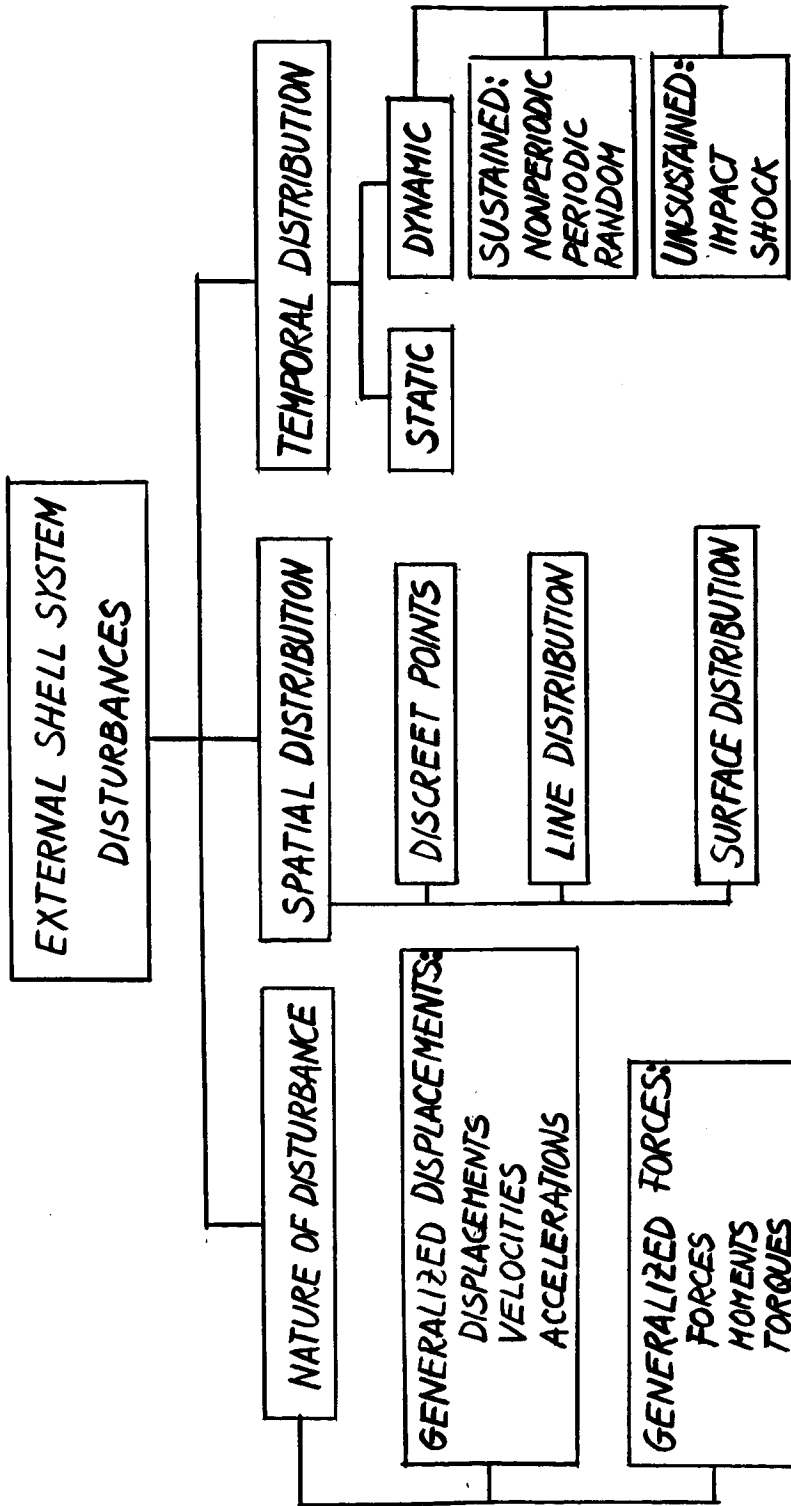 EXTERNAL SHELL SYSTEM
DISTURBANCES
NATURE OF DISTURBANCE
GENERALIZED DISPLACEMENTS:
DISPLACEMENTS
VELOCITIES
ACCELERATIONS
GENERALIZED FORCES:
FORCES
MOMENTS
TORQUES
SPATIAL DISTRIBUTION
DISCREET POINTS
LINE DISTRIBUTION
SURFACE DISTRIBUTION
TEMPORAL DISTRIBUTION
STATIC
DYNAMIC
SUSTAINED:
NONPERIODIC
PERIODIC
RANDOM
UNSUSTAINED:
IMPACT
SHOCK